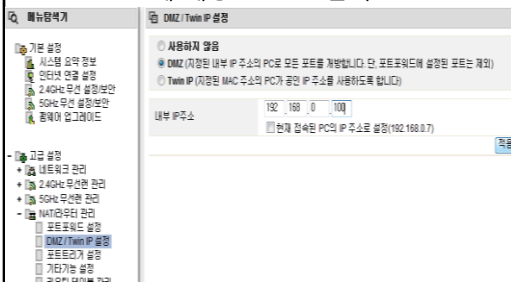 메뉴탐색기
기본 설정
시스템 요약 정보
인터넷 연결 설정
2.4GHz 무선 설정/보안
5GHz 무선 설정/보안
펌웨어 업그레이드
- 고급 설정
+ 네트워크 관리
+ 2.4GHz 무선랜 관리
+ 5GHz 무선랜 관리
- NAT/라우터 관리
포트포워드 설정
DMZ / Twin IP 설정
포트트리거 설정
기타기능 설정
라우팅 테이블 관리
DMZ / Twin IP 설정
사용하지 않음
DMZ (지정된 내부 IP 주소의 PC로 모든 포트를 개방합니다. 단, 포트포워드에 설정된 포트는 제외)
Twin IP (지정된 MAC 주소의 PC가 공인 IP 주소를 사용하도록 합니다)
내부 IP주소
192 . 168 . 0 . 100
현재 접속된 PC의 IP 주소로 설정(192.168.0.7)
적용